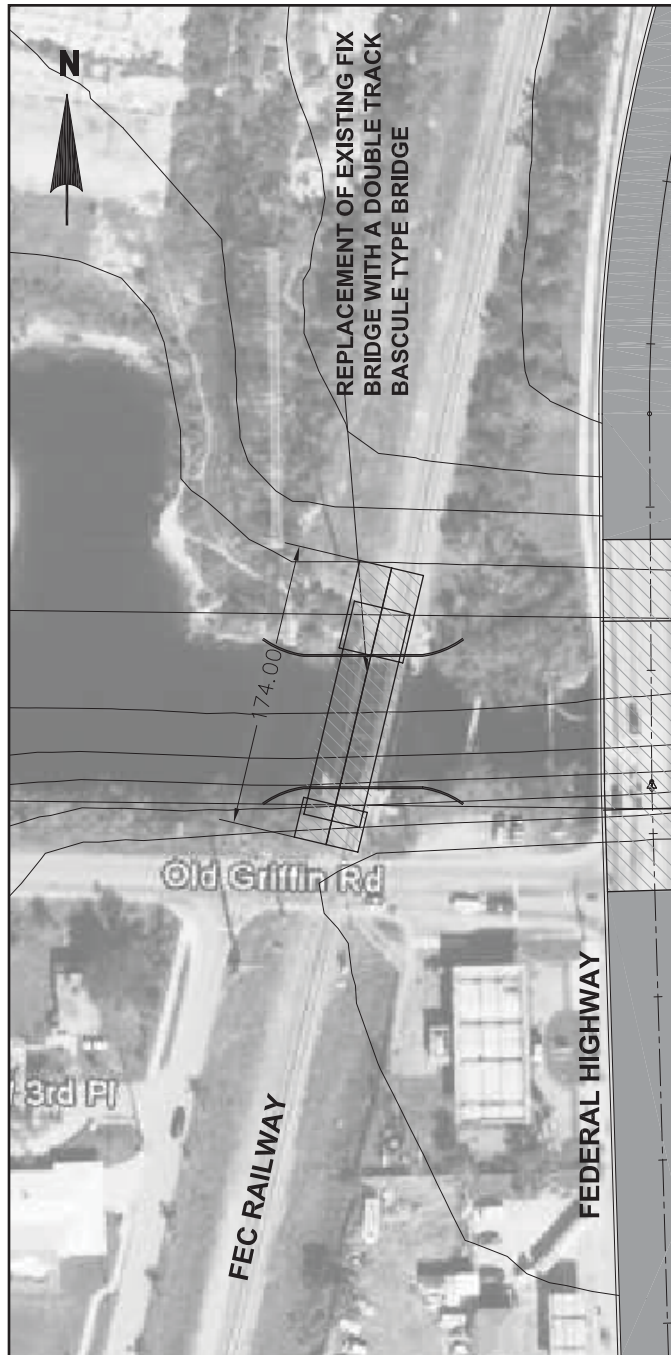 N
REPLACEMENT OF EXISTING FIX
BRIDGE WITH A DOUBLE TRACK
BASCULE TYPE BRIDGE
174.00
Old Griffin Rd
3rd Pl
FEC RAILWAY
FEDERAL HIGHWAY